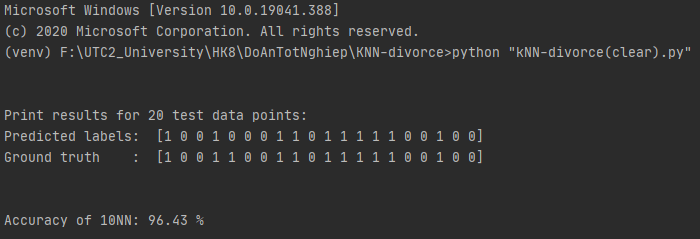 Microsoft Windows [Version 10.0.19041.388]
(c) 2020 Microsoft Corporation. All rights reserved.
(venv) F:\UTC2_University\HK8\DoAnTotNghiep\KNN-divorce>python "kNN-divorce(clear).py"
Print results for 20 test data points:
Predicted labels:  [1 0 0 1 0 0 0 1 1 0 1 1 1 1 1 0 0 1 0 0]
Ground truth    :  [1 0 0 1 1 0 0 1 1 0 1 1 1 1 1 0 0 1 0 0]
Accuracy of 10NN: 96.43 %